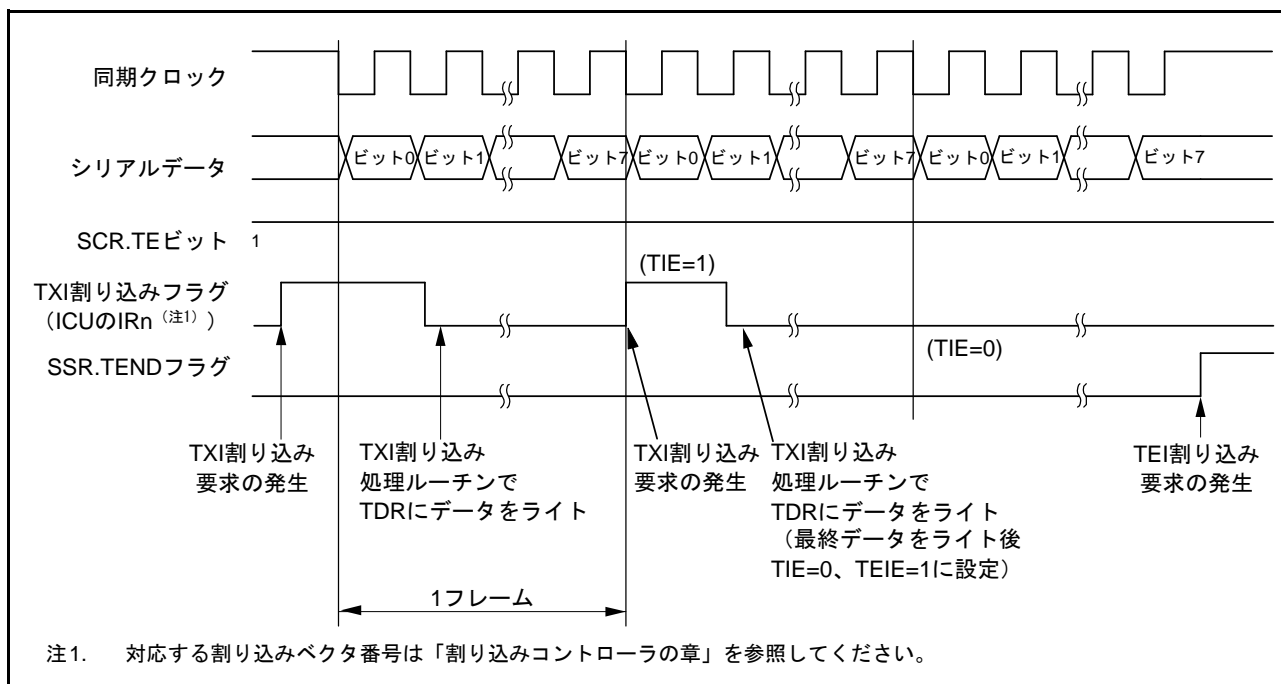 同期クロック
シリアルデータ
ビット0 ビット1 ビット7 ビット0 ビット1 ビット7 ビット0 ビット1 ビット7
SCR.TEビット 1
(TIE=1)
TXI割り込みフラグ
（ICUのIRn（注1））
(TIE=0)
SSR.TENDフラグ
TXI割り込み
要求の発生
TXI割り込み
処理ルーチンで
TDRにデータをライト
TXI割り込み
要求の発生
TXI割り込み
処理ルーチンで
TDRにデータをライト
（最終データをライト後
TIE=0、TEIE=1に設定）
TEI割り込み
要求の発生
1フレーム
注1. 対応する割り込みベクタ番号は「割り込みコントローラの章」を参照してください。